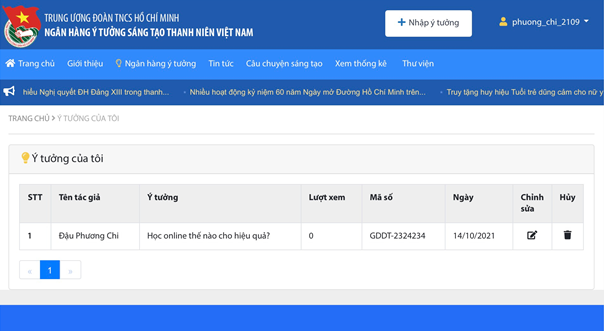 TRUNG ƯƠNG ĐOÀN TNCS HỒ CHÍ MINH
NGÂN HÀNG Ý TƯỞNG SÁNG TẠO THANH NIÊN VIỆT NAM
Nhập ý tưởng
phuong_chi_2109
Trang chủ Giới thiệu Ngân hàng ý tưởng Tin tức Câu chuyện sáng tạo Xem thống kê Thư viện
hiểu Nghị quyết ĐH Đảng XIII trong thanh... • Nhiều hoạt động kỷ niệm 60 năm Ngày mở Đường Hồ Chí Minh trên... • Truy tặng huy hiệu Tuổi trẻ dũng cảm cho nữ y
TRANG CHỦ > Ý TƯỞNG CỦA TÔI
Ý tưởng của tôi
STT Tên tác giả Ý tưởng Lượt xem Mã số Ngày Chỉnh sửa Hủy
1 Đậu Phương Chi Học online thế nào cho hiệu quả? 0 GDDT-2324234 14/10/2021
« 1 »